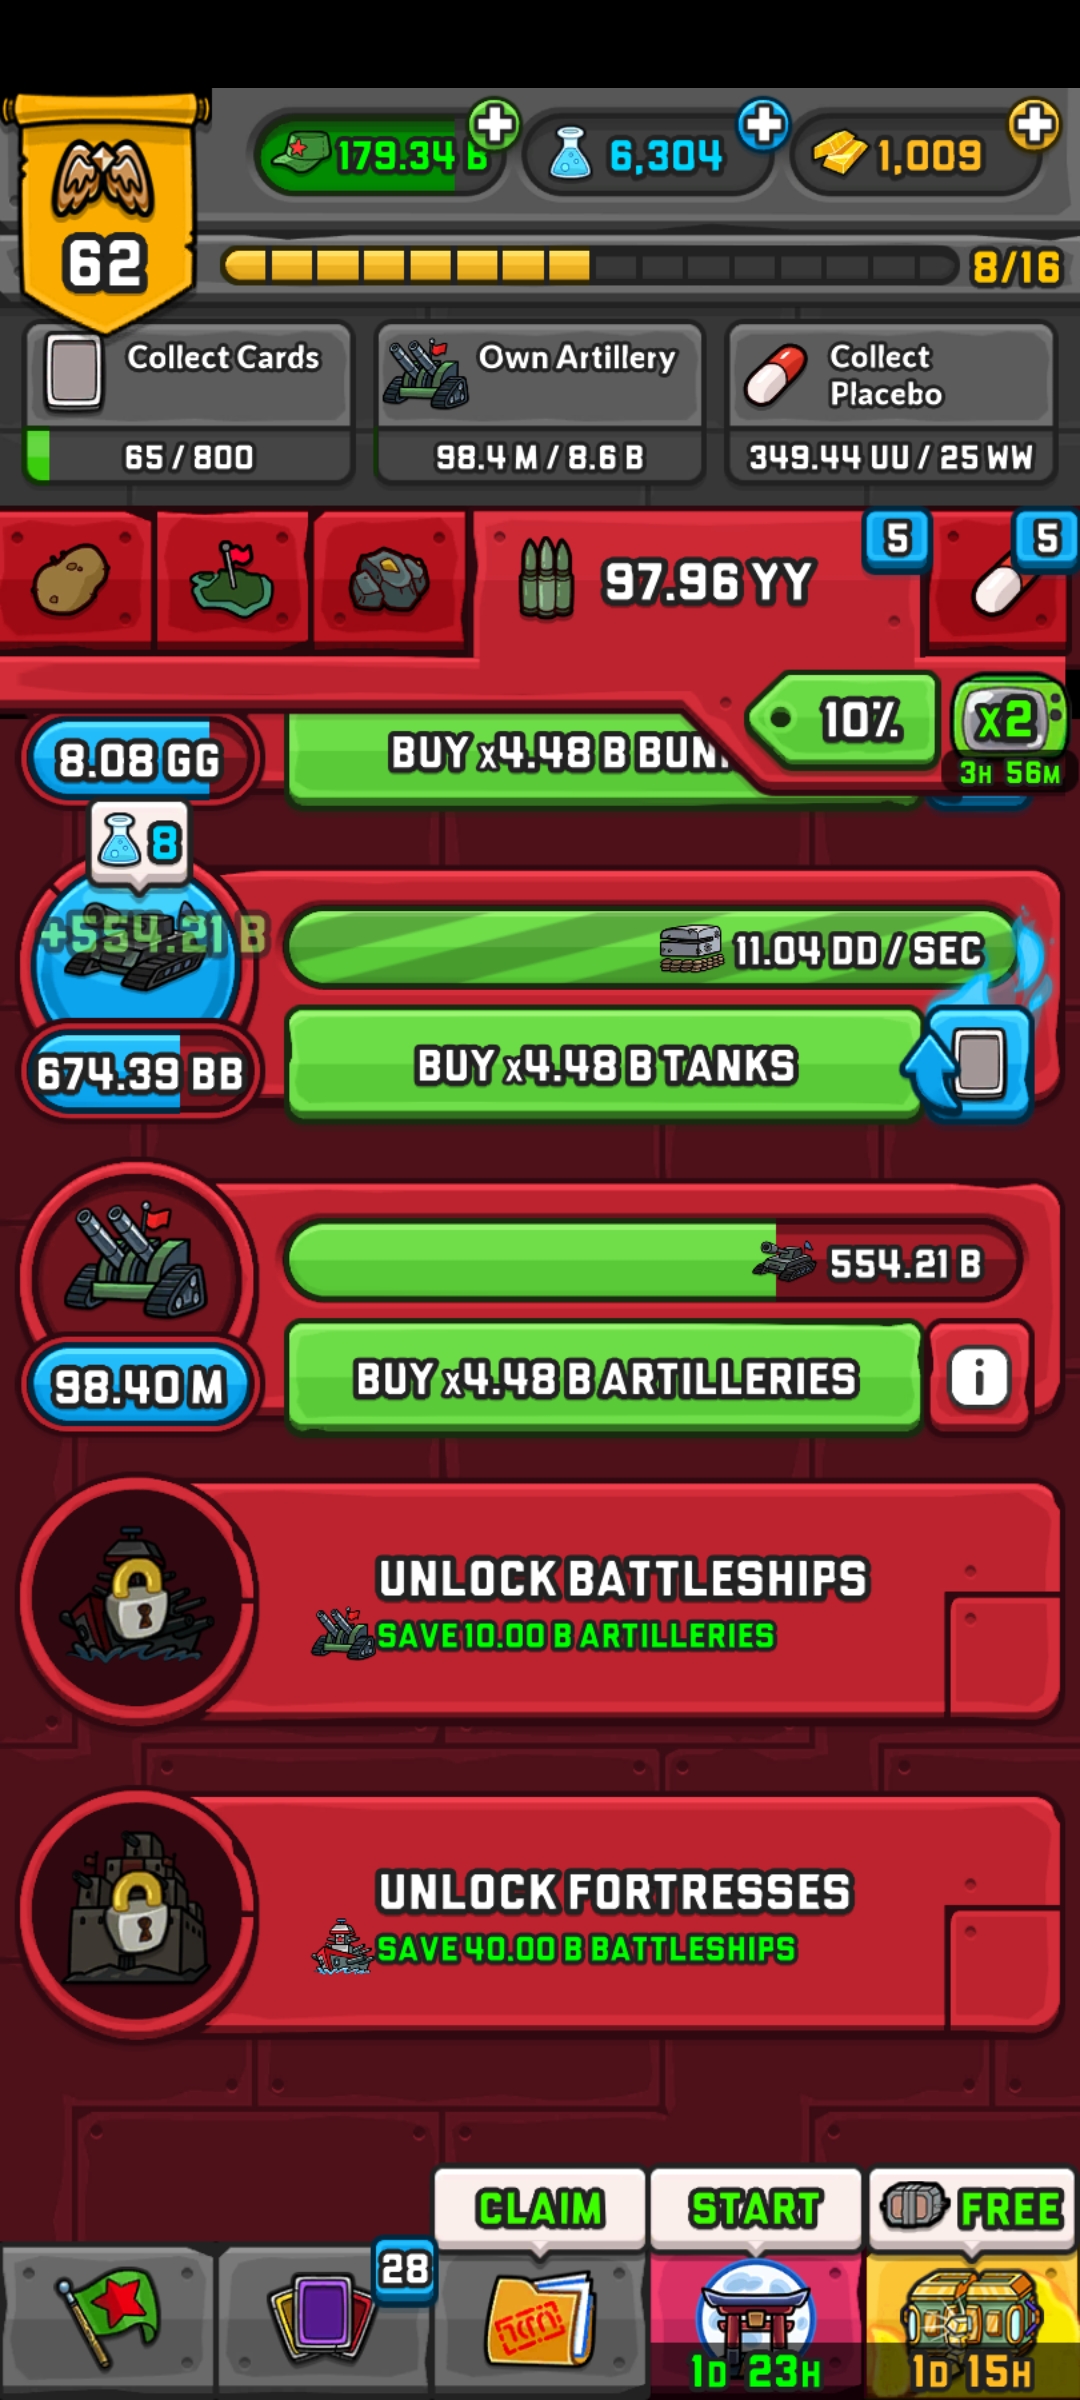 179.34 B
6,304
1,009
62
8/16
Collect Cards
65 / 800
Own Artillery
98.4 M / 8.6 B
Collect
Placebo
349.44 UU / 25 WW
97.96 YY
5
5
10%
x2
3H 56M
8.08 GG
BUY x4.48 B
8
+554.21 B
11.04 DD / SEC
674.39 BB
BUY x4.48 B TANKS
554.21 B
98.40 M
BUY x4.48 B ARTILLERIES
i
UNLOCK BATTLESHIPS
SAVE 10.00 B ARTILLERIES
UNLOCK FORTRESSES
SAVE 40.00 B BATTLESHIPS
CLAIM
START
FREE
28
1D 23H
1D 15H